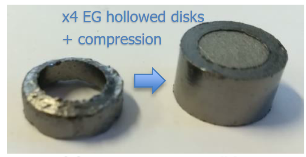 x4 EG hollowed disks
+ compression